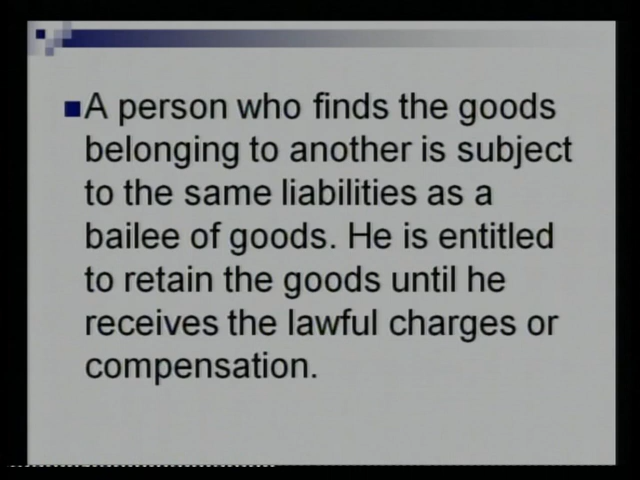 A person who finds the goods
belonging to another is subject
to the same liabilities as a
bailee of goods. He is entitled
to retain the goods until he
receives the lawful charges or
compensation.